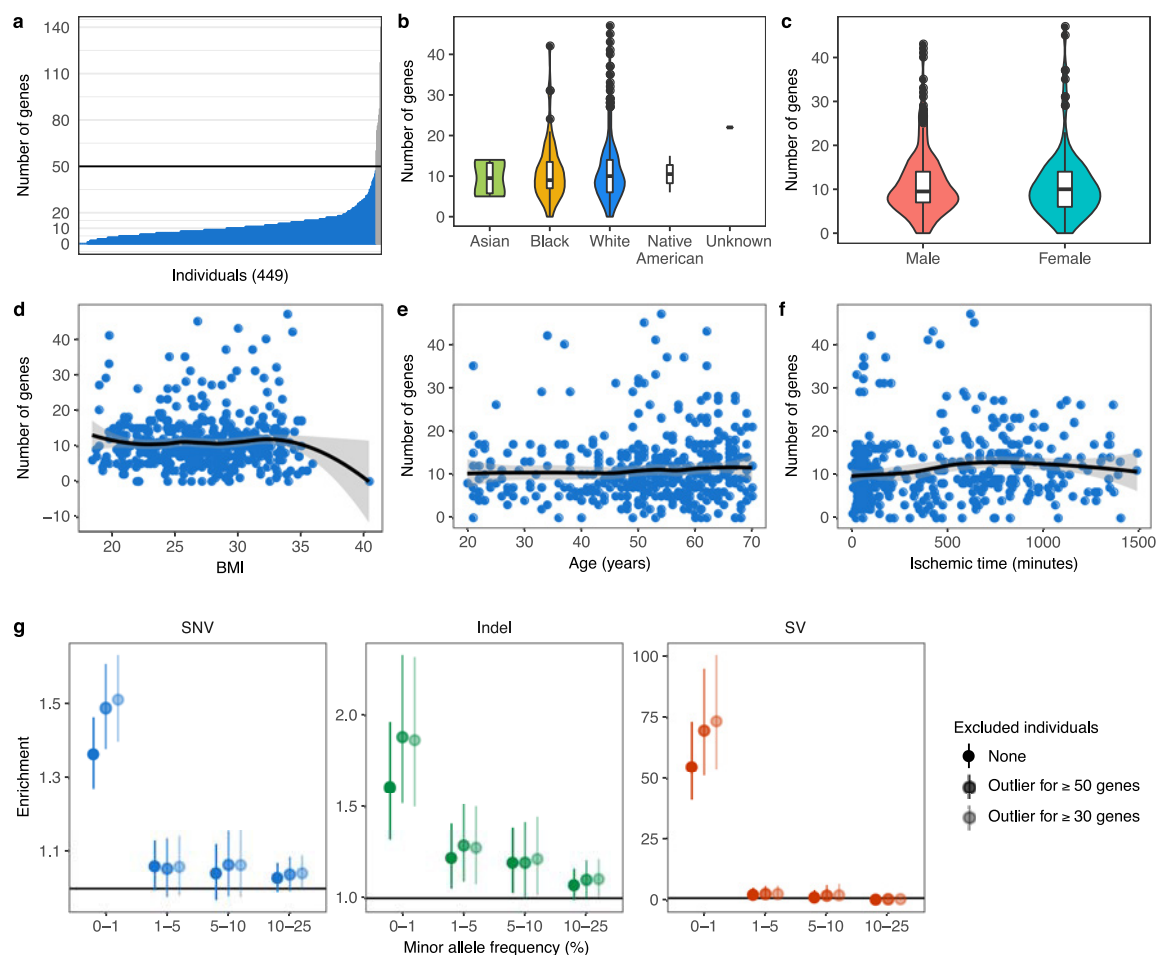 a
Number of genes
140
110
80
50
20
10
0
Individuals (449)
b
Number of genes
40
30
20
10
0
Asian
Black
White
Native
American
Unknown
c
Number of genes
40
30
20
10
0
Male
Female
d
Number of genes
40
30
20
10
0
−10
20
25
30
35
40
BMI
e
Number of genes
40
30
20
10
0
20
30
40
50
60
70
Age (years)
f
Number of genes
40
30
20
10
0
0
500
1000
1500
Ischemic time (minutes)
g
SNV
Indel
SV
Enrichment
1.5
1.3
1.1
0−1
1−5
5−10
10−25
2.0
1.5
1.0
0−1
1−5
5−10
10−25
100
75
50
25
0
0−1
1−5
5−10
10−25
Minor allele frequency (%)
Excluded individuals
None
Outlier for ≥ 50 genes
Outlier for ≥ 30 genes